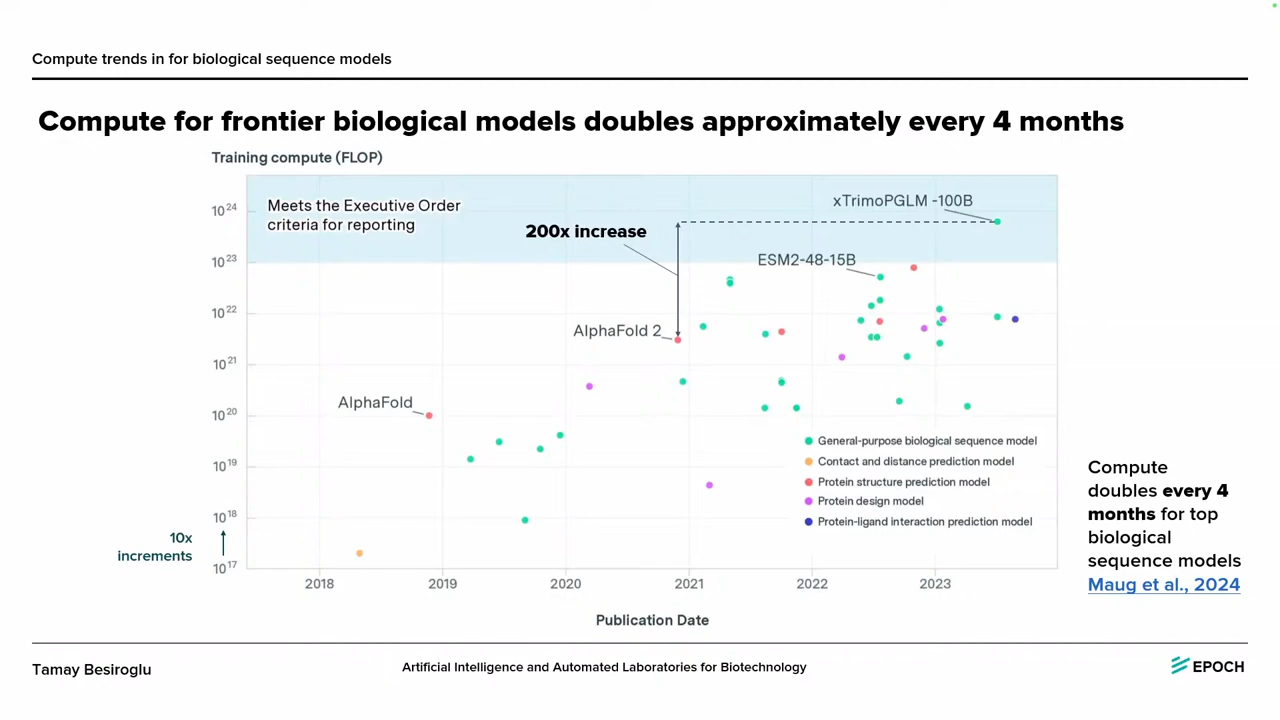 Compute trends in for biological sequence models
Compute for frontier biological models doubles approximately every 4 months
Training compute (FLOP)
Meets the Executive Order
criteria for reporting
200x increase
xTrimoPGLM -100B
ESM2-48-15B
AlphaFold 2
AlphaFold
10²⁴
10²³
10²²
10²¹
10²⁰
10¹⁹
10¹⁸
10¹⁷
10x
increments
General-purpose biological sequence model
Contact and distance prediction model
Protein structure prediction model
Protein design model
Protein-ligand interaction prediction model
2018
2019
2020
2021
2022
2023
Publication Date
Compute
doubles every 4
months for top
biological
sequence models
Maug et al., 2024
Tamay Besiroglu
Artificial Intelligence and Automated Laboratories for Biotechnology
EPOCH